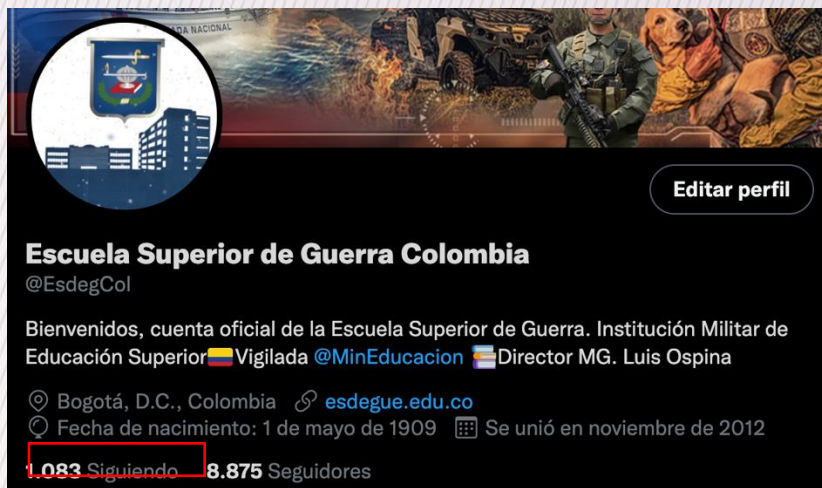 DA NACIONAL
Editar perfil
Escuela Superior de Guerra Colombia
@EsdegCol
Bienvenidos, cuenta oficial de la Escuela Superior de Guerra. Institución Militar de
Educación Superior🇨🇴Vigilada @MinEducacion 📚Director MG. Luis Ospina
Bogotá, D.C., Colombia esdegue.edu.co
Fecha de nacimiento: 1 de mayo de 1909 Se unió en noviembre de 2012
1.083 Siguiendo 8.875 Seguidores